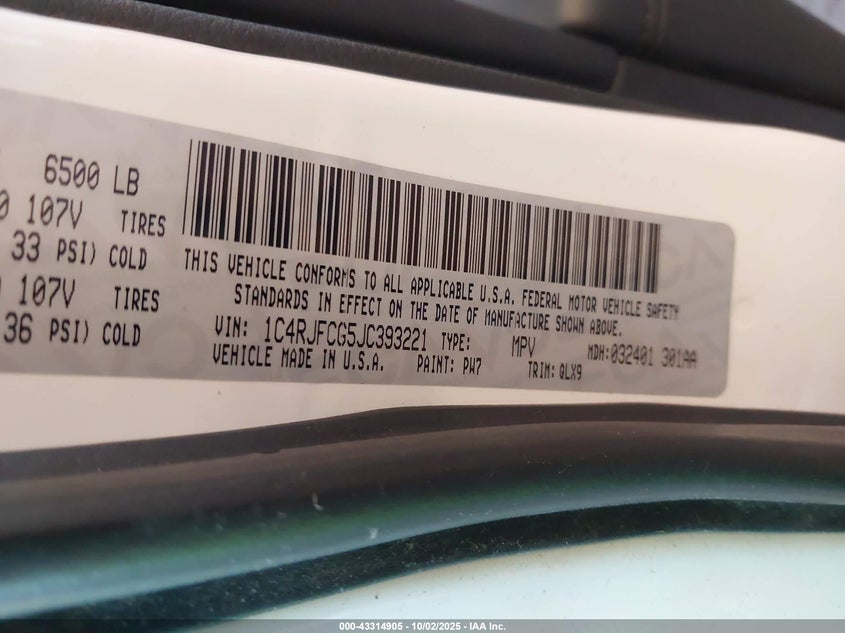 6500 LB
107V TIRES
33 PSI) COLD
107V TIRES
36 PSI) COLD
THIS VEHICLE CONFORMS TO ALL APPLICABLE U.S.A. FEDERAL MOTOR VEHICLE SAFETY
STANDARDS IN EFFECT ON THE DATE OF MANUFACTURE SHOWN ABOVE.
VIN: 1C4RJFCG5JC393221 TYPE: MPV MDH:032401 301AA
VEHICLE MADE IN U.S.A. PAINT: PW7 TRIM: QLX9
000-43314905 - 10/02/2025 - IAA Inc.